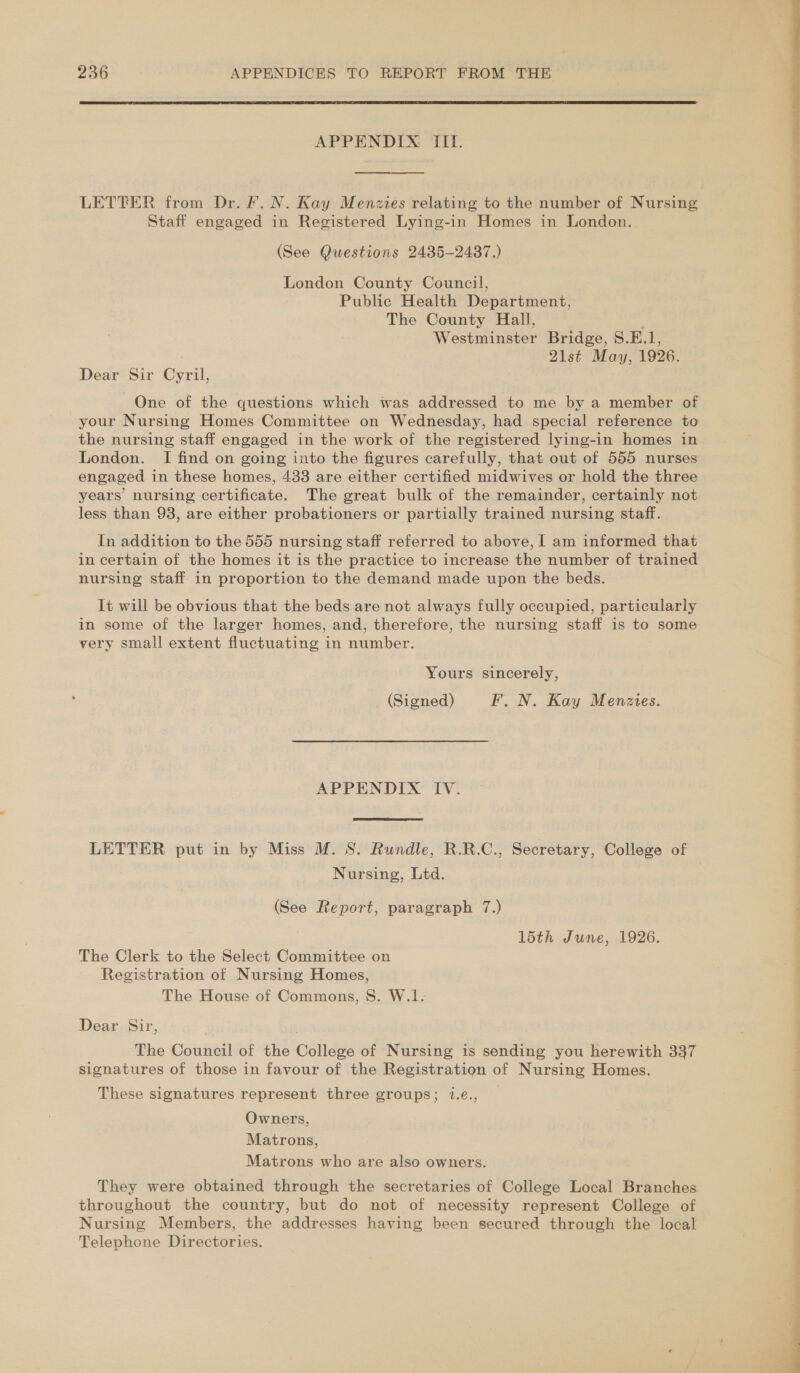 236 APPENDICES TO REPORT FROM THE
APPENDIX III.
LETTER from Dr. F. N. Kay Menzies relating to the number of Nursing
Staff engaged in Registered Lying-in Homes in London.
(See Questions 2435–2437.)
London County Council,
Public Health Department,
The County Hall,
Westminster Bridge, S.E.1,
21st May, 1926.
Dear Sir Cyril,
One of the questions which was addressed to me by a member of
your Nursing Homes Committee on Wednesday, had special reference to
the nursing staff engaged in the work of the registered lying-in homes in
London. I find on going into the figures carefully, that out of 555 nurses
engaged in these homes, 433 are either certified midwives or hold the three
years’ nursing certificate. The great bulk of the remainder, certainly not
less than 93, are either probationers or partially trained nursing staff.
In addition to the 555 nursing staff referred to above, I am informed that
in certain of the homes it is the practice to increase the number of trained
nursing staff in proportion to the demand made upon the beds.
It will be obvious that the beds are not always fully occupied, particularly
in some of the larger homes, and, therefore, the nursing staff is to some
very small extent fluctuating in number.
Yours sincerely,
(Signed) F. N. Kay Menzies.
APPENDIX IV.
LETTER put in by Miss M. S. Rundle, R.R.C., Secretary, College of
Nursing, Ltd.
(See Report, paragraph 7.)
15th June, 1926.
The Clerk to the Select Committee on
Registration of Nursing Homes,
The House of Commons, S. W.1.
Dear Sir,
The Council of the College of Nursing is sending you herewith 337
signatures of those in favour of the Registration of Nursing Homes.
These signatures represent three groups; i.e.,
Owners,
Matrons,
Matrons who are also owners.
They were obtained through the secretaries of College Local Branches
throughout the country, but do not of necessity represent College of
Nursing Members, the addresses having been secured through the local
Telephone Directories.